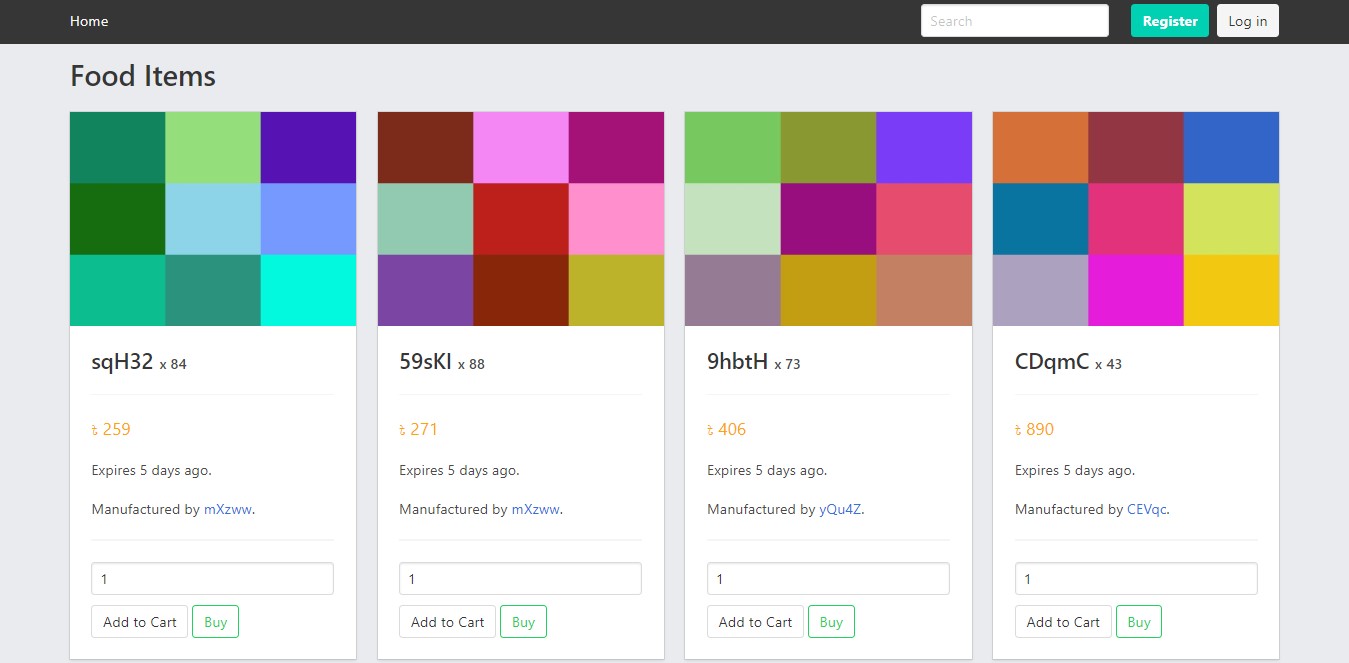 Home
Search
Register
Log in
Food Items
sqH32 x 84
৳ 259
Expires 5 days ago.
Manufactured by mXzww.
1
Add to Cart
Buy
59sKl x 88
৳ 271
Expires 5 days ago.
Manufactured by mXzww.
1
Add to Cart
Buy
9hbtH x 73
৳ 406
Expires 5 days ago.
Manufactured by yQu4Z.
1
Add to Cart
Buy
CDqmC x 43
৳ 890
Expires 5 days ago.
Manufactured by CEVqc.
1
Add to Cart
Buy